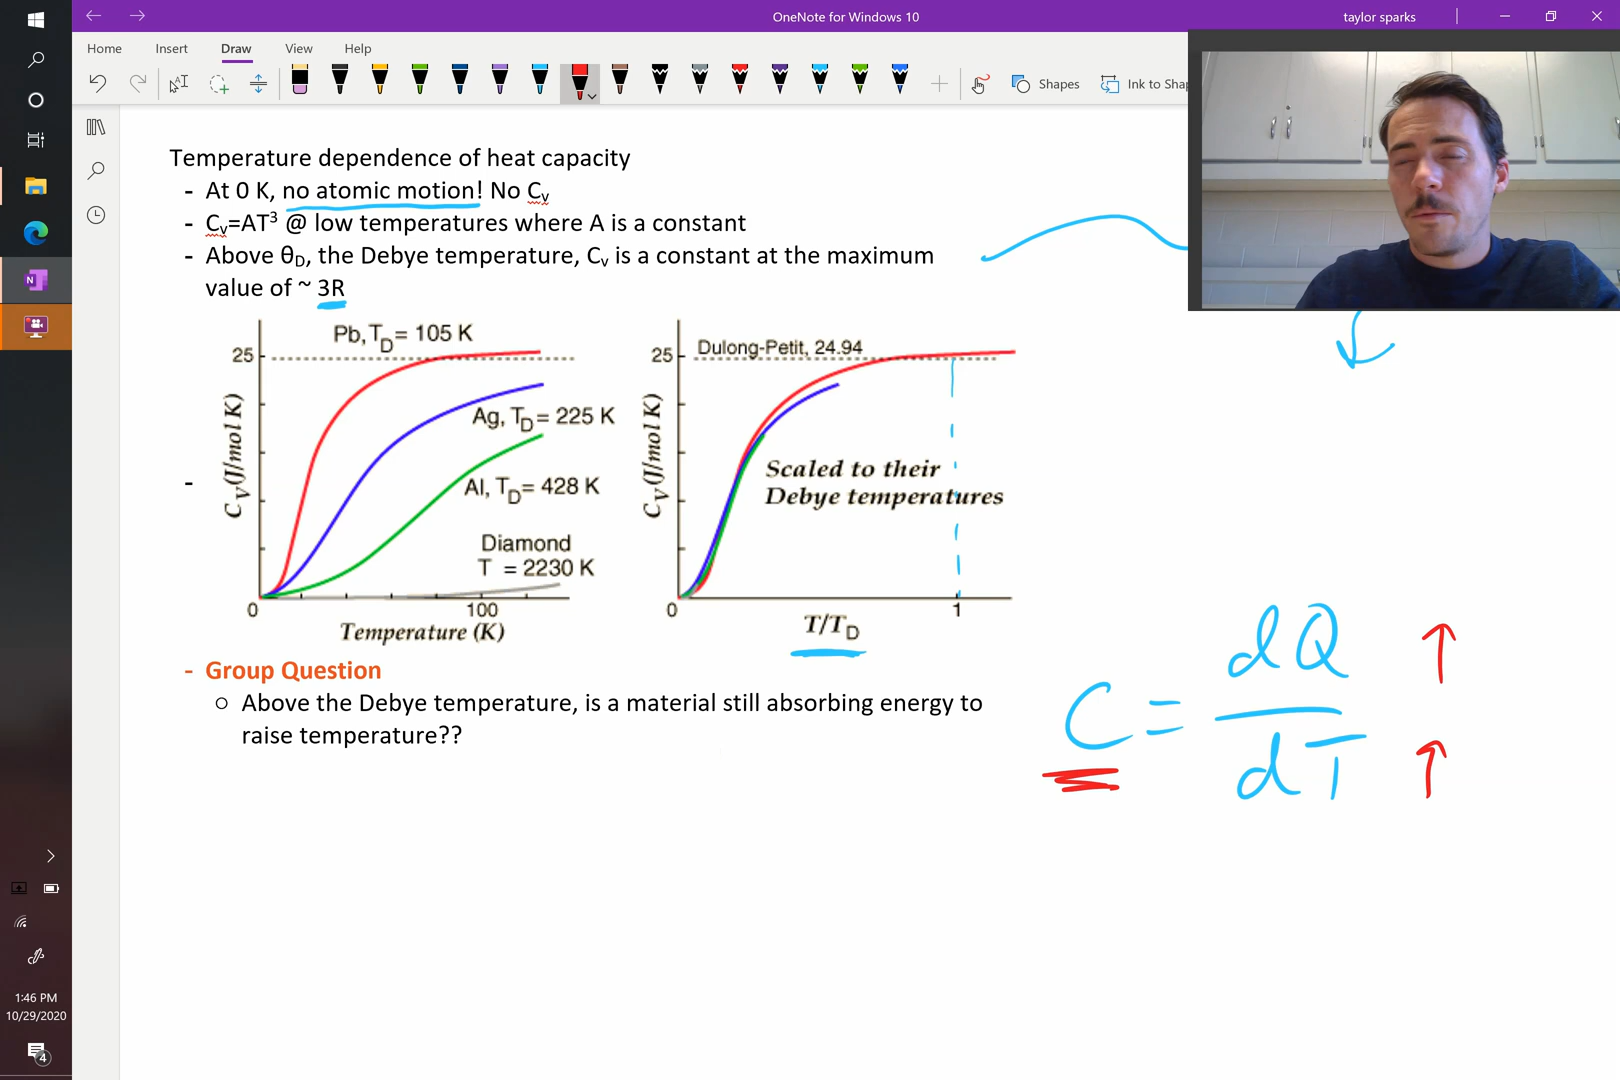 OneNote for Windows 10
taylor sparks
Home Insert Draw View Help
Shapes
Ink to Shap
Temperature dependence of heat capacity
- At 0 K, no atomic motion! No Cv
- Cv=AT³ @ low temperatures where A is a constant
- Above θD, the Debye temperature, Cv is a constant at the maximum
value of ~ 3R
Pb, TD = 105 K
25
Ag, TD = 225 K
Al, TD = 428 K
Diamond
T = 2230 K
CV (J/mol K)
0
100
Temperature (K)
25
Dulong-Petit, 24.94
CV (J/mol K)
Scaled to their
Debye temperatures
0
1
T/TD
-
C = dQ ↑
dT ↑
- Group Question
○ Above the Debye temperature, is a material still absorbing energy to
raise temperature??
1:46 PM
10/29/2020
4